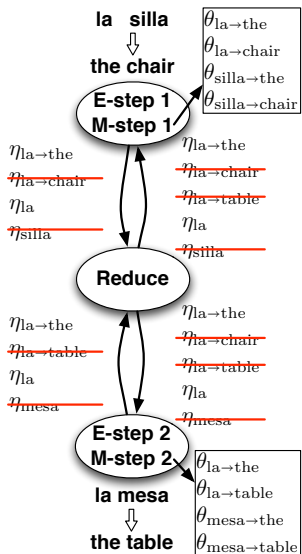 la silla
the chair
E-step 1
M-step 1
θla→the
θla→chair
θsilla→the
θsilla→chair
ηla→the
ηla→chair
ηla
ηsilla
ηla→the
ηla→chair
ηla→table
ηla
ηsilla
Reduce
ηla→the
ηla→table
ηla
ηmesa
ηla→the
ηla→chair
ηla→table
ηla
ηmesa
E-step 2
M-step 2
la mesa
the table
θla→the
θla→table
θmesa→the
θmesa→table